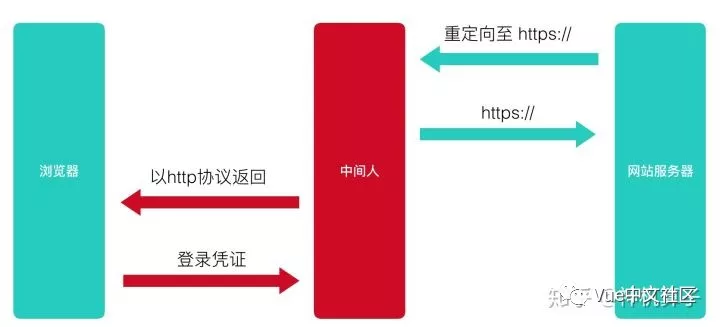 重定向至 https://
https://
浏览器
中间人
网站服务器
以http协议返回
登录凭证
知乎
Vue中文社区